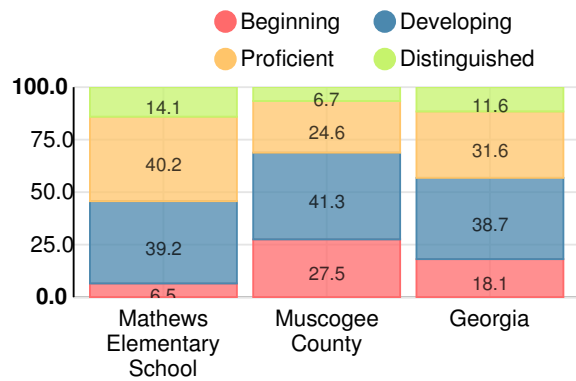 Beginning
Developing
Proficient
Distinguished
100.0
75.0
50.0
25.0
0.0
14.1
40.2
39.2
6.5
6.7
24.6
41.3
27.5
11.6
31.6
38.7
18.1
Mathews
Elementary
School
Muscogee
County
Georgia